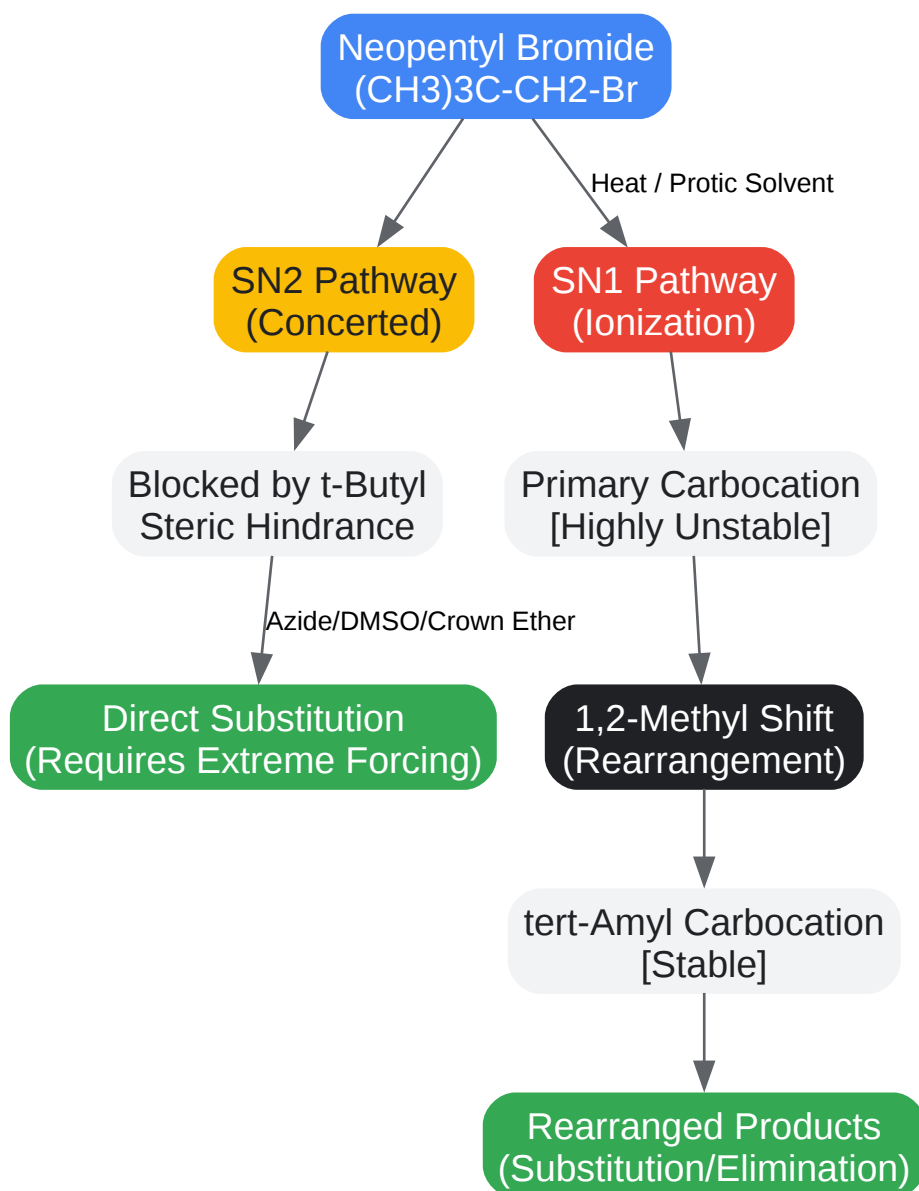 Neopentyl Bromide
(CH3)3C-CH2-Br
Heat / Protic Solvent
SN2 Pathway
(Concerted)
SN1 Pathway
(Ionization)
Blocked by t-Butyl
Steric Hindrance
Primary Carbocation
[Highly Unstable]
Azide/DMSO/Crown Ether
Direct Substitution
(Requires Extreme Forcing)
1,2-Methyl Shift
(Rearrangement)
tert-Amyl Carbocation
[Stable]
Rearranged Products
(Substitution/Elimination)